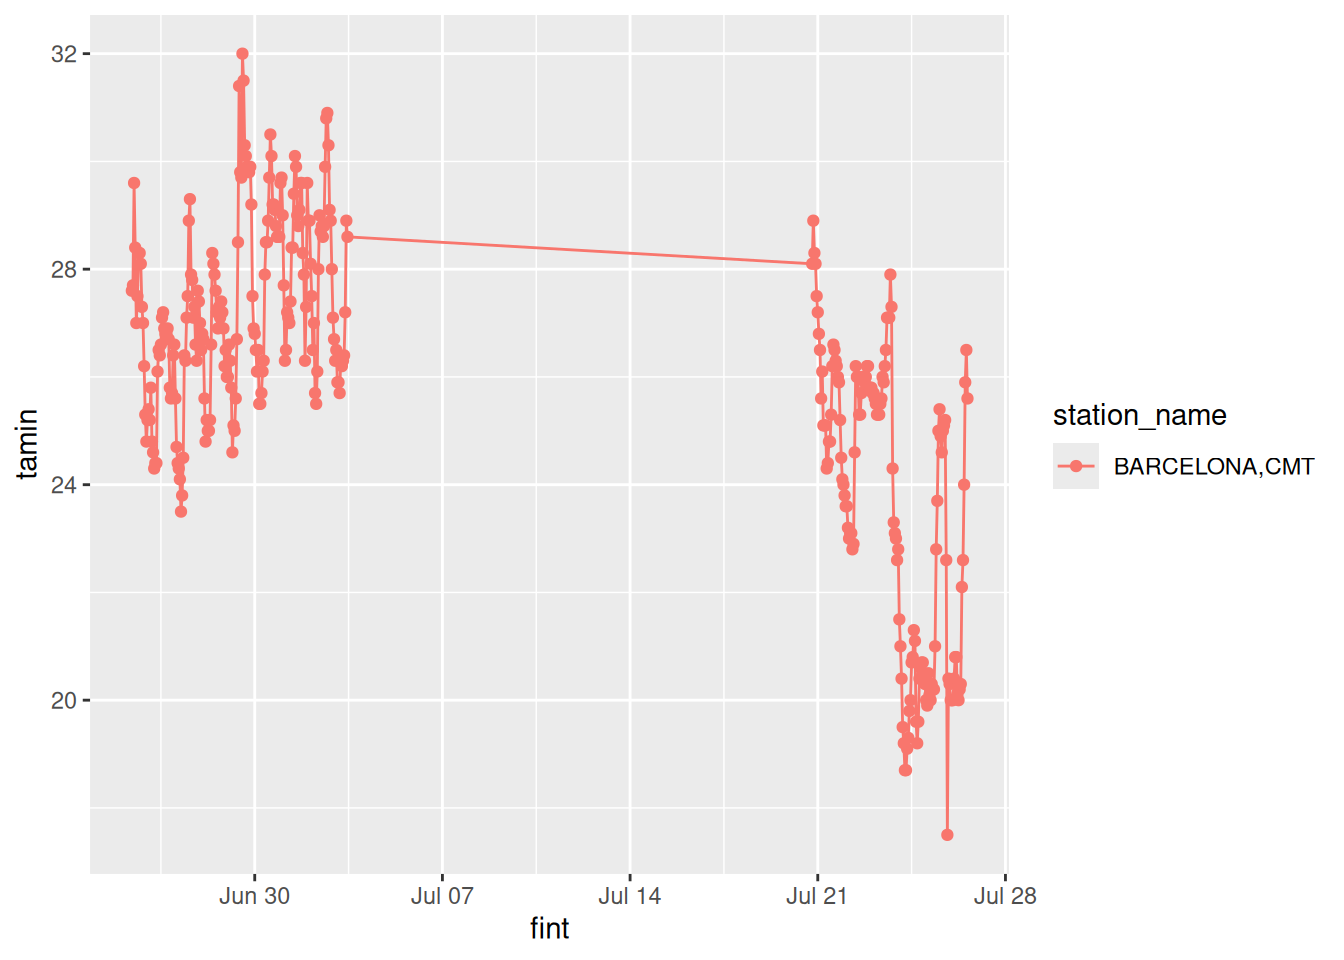 32
28
24
20
tamin
Jun 30
Jul 07
Jul 14
Jul 21
Jul 28
fint
station_name
BARCELONA,CMT